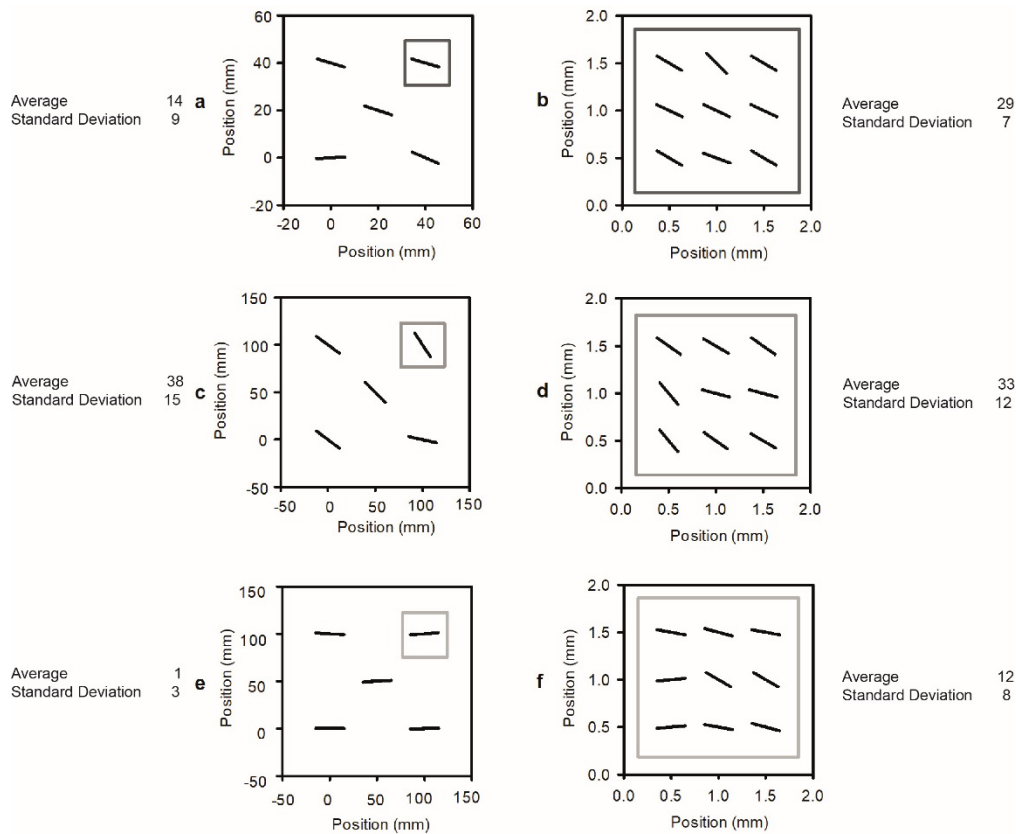 a
Average 14
Standard Deviation 9
Position (mm)
60
40
20
0
-20
-20 0 20 40 60
Position (mm)
b
Position (mm)
2.0
1.5
1.0
0.5
0.0
0.0 0.5 1.0 1.5 2.0
Position (mm)
Average 29
Standard Deviation 7
c
Average 38
Standard Deviation 15
Position (mm)
150
100
50
0
-50
-50 0 50 100 150
Position (mm)
d
Position (mm)
2.0
1.5
1.0
0.5
0.0
0.0 0.5 1.0 1.5 2.0
Position (mm)
Average 33
Standard Deviation 12
e
Average 1
Standard Deviation 3
Position (mm)
150
100
50
0
-50
-50 0 50 100 150
Position (mm)
f
Position (mm)
2.0
1.5
1.0
0.5
0.0
0.0 0.5 1.0 1.5 2.0
Position (mm)
Average 12
Standard Deviation 8